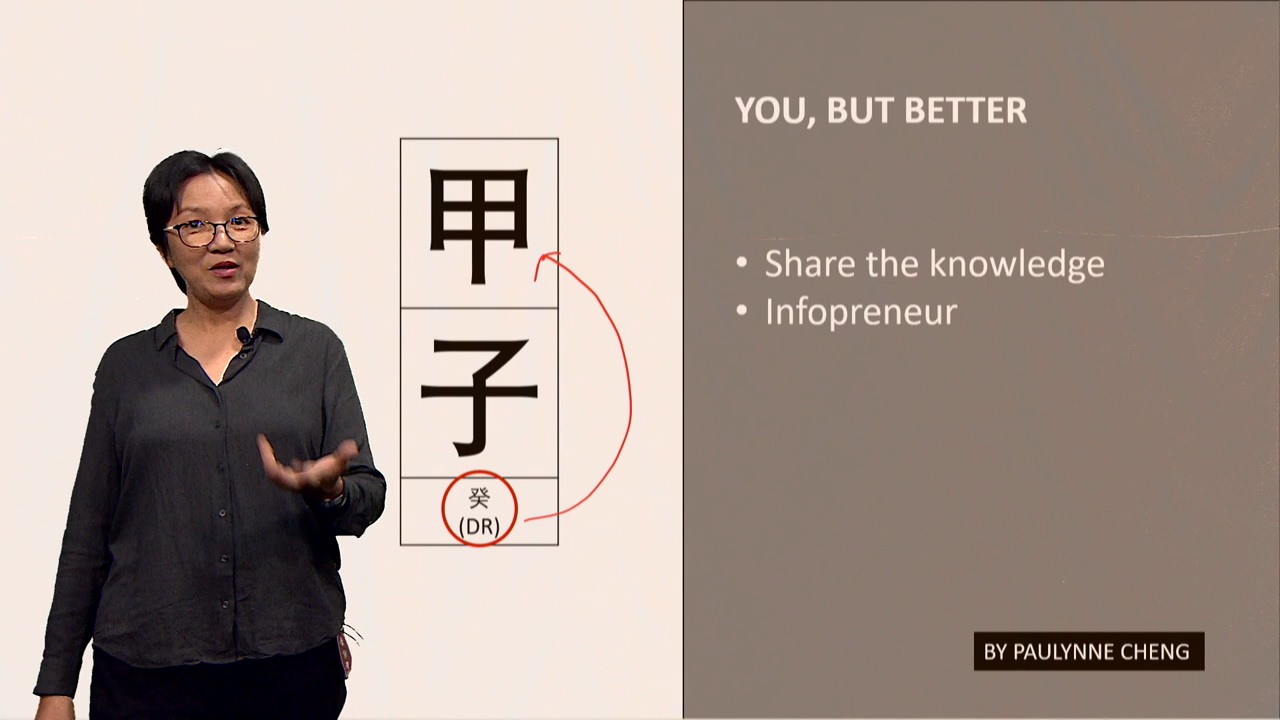 甲
子
癸
(DR)
YOU, BUT BETTER
• Share the knowledge
• Infopreneur
BY PAULYNNE CHENG